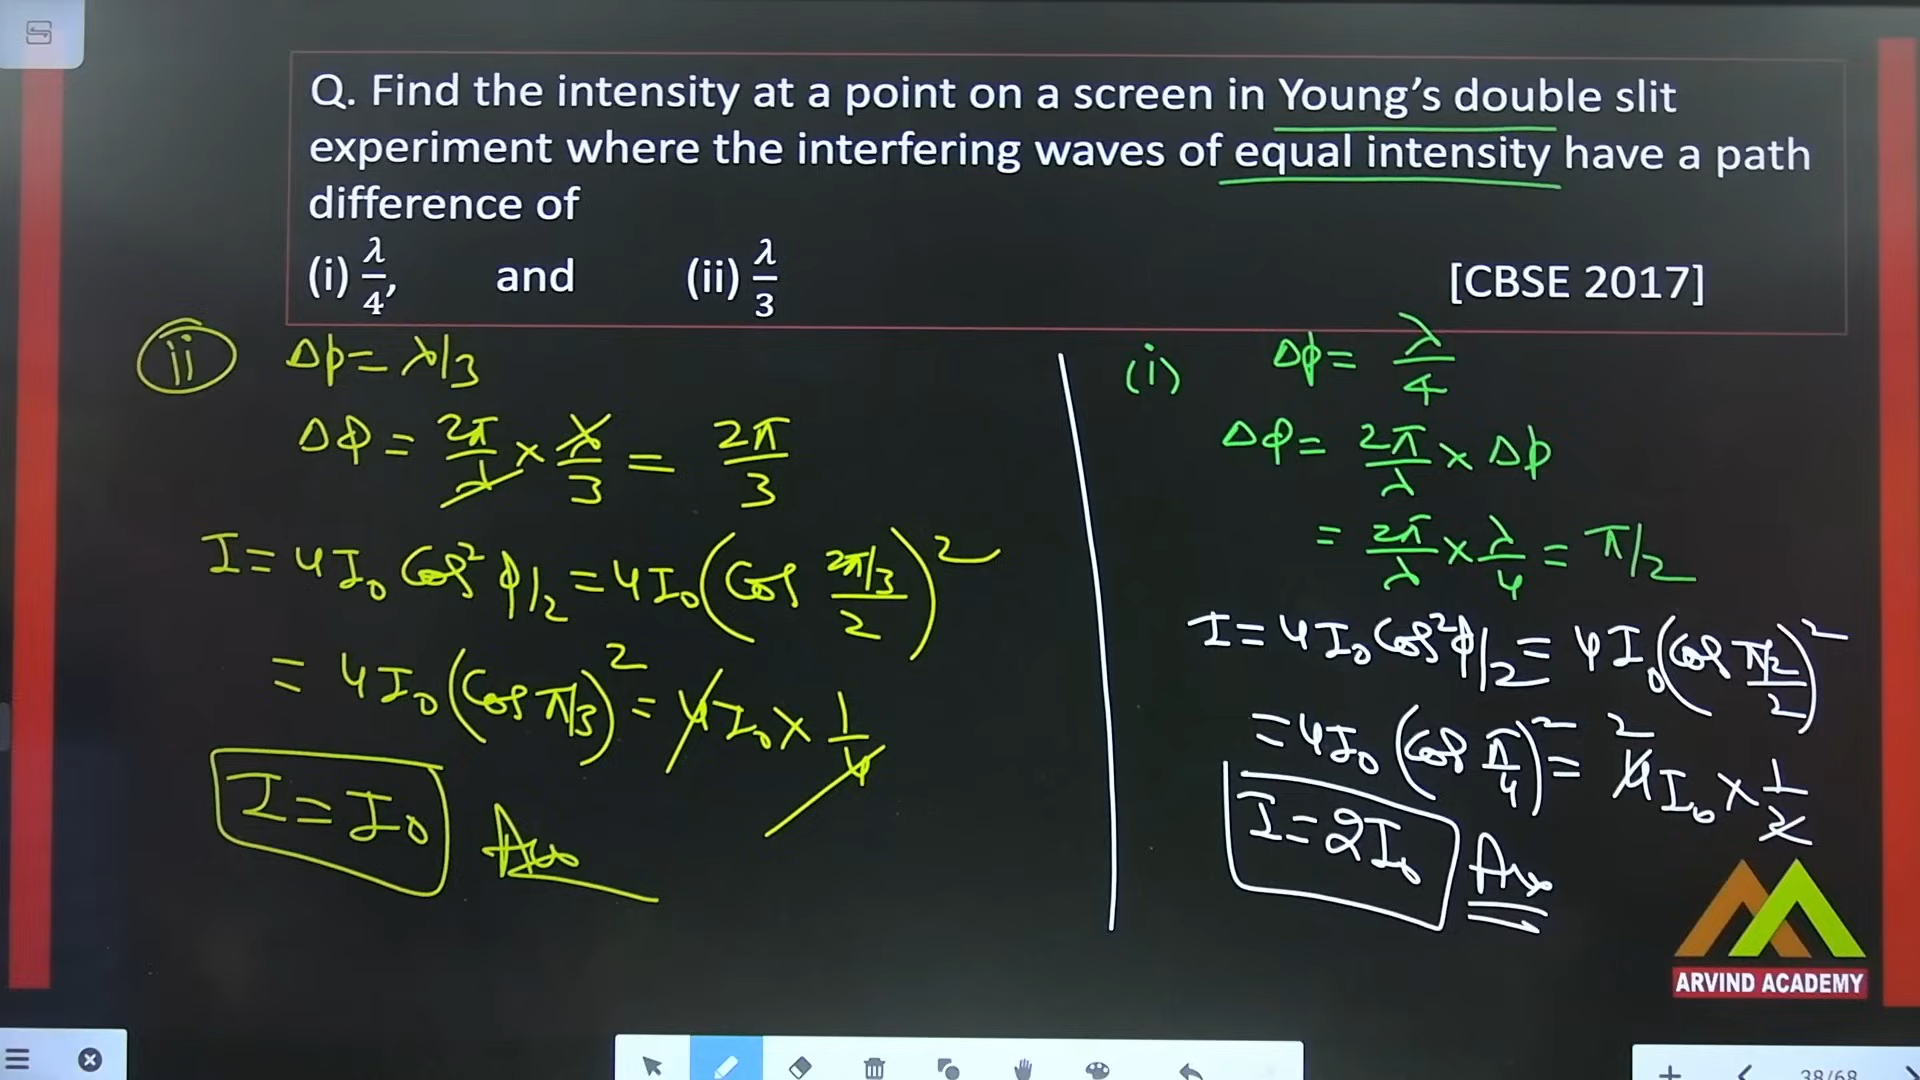 Q. Find the intensity at a point on a screen in Young's double slit
experiment where the interfering waves of equal intensity have a path
difference of
(i) λ/4, and (ii) λ/3 [CBSE 2017]
ii Δp = λ/3
Δφ = 2π/λ × λ/3 = 2π/3
I = 4I₀ Cos² φ/2 = 4I₀ (Cos (2π/3)/2)²
= 4I₀ (Cos π/3)² = 4I₀ × 1/4
I = I₀ Ans
(i) Δp = λ/4
Δφ = 2π/λ × Δp
= 2π/λ × λ/4 = π/2
I = 4I₀ Cos² φ/2 = 4I₀ (Cos (π/2)/2)²
= 4I₀ (Cos π/4)² = 2 4I₀ × 1/2
I = 2I₀ Ans
ARVIND ACADEMY
38/68